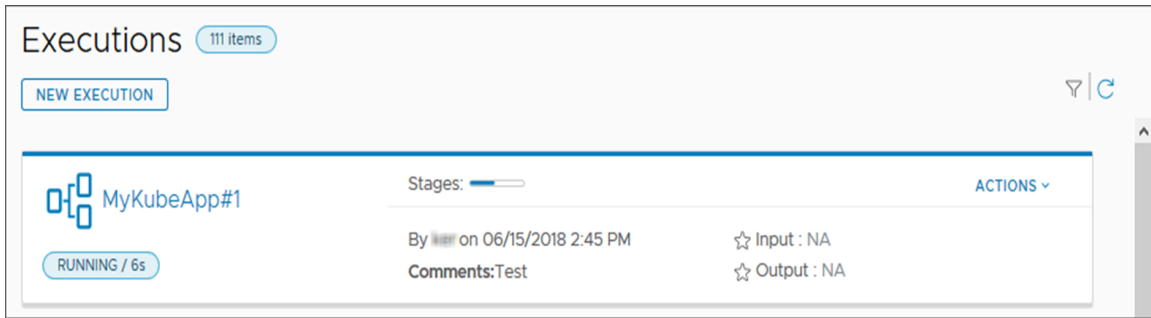 Executions 111 items
NEW EXECUTION
MyKubeApp#1
RUNNING / 6s
Stages:
ACTIONS
By on 06/15/2018 2:45 PM
Comments:Test
Input : NA
Output : NA